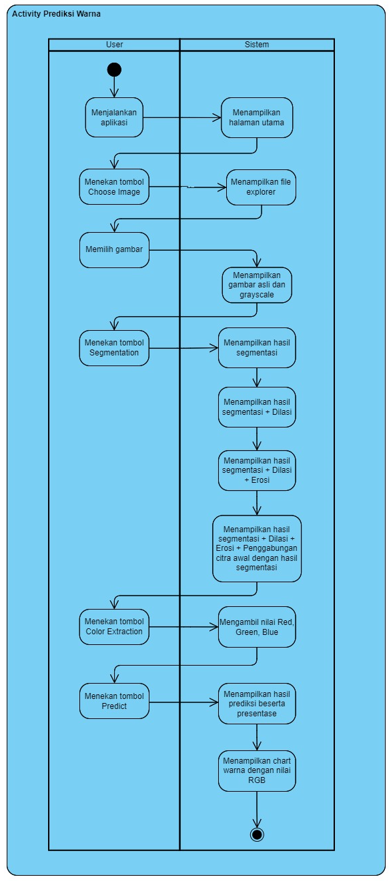 Activity Prediksi Warna
User
Sistem
Menjalankan
aplikasi
Menampilkan
halaman utama
Menekan tombol
Choose Image
Menampilkan file
explorer
Memilih gambar
Menampilkan
gambar asli dan
grayscale
Menekan tombol
Segmentation
Menampilkan hasil
segmentasi
Menampilkan hasil
segmentasi + Dilasi
Menampilkan hasil
segmentasi + Dilasi
+ Erosi
Menampilkan hasil
segmentasi + Dilasi +
Erosi + Penggabungan
citra awal dengan hasil
segmentasi
Menekan tombol
Color Extraction
Mengambil nilai Red,
Green, Blue
Menekan tombol
Predict
Menampilkan hasil
prediksi beserta
presentase
Menampilkan chart
warna dengan nilai
RGB